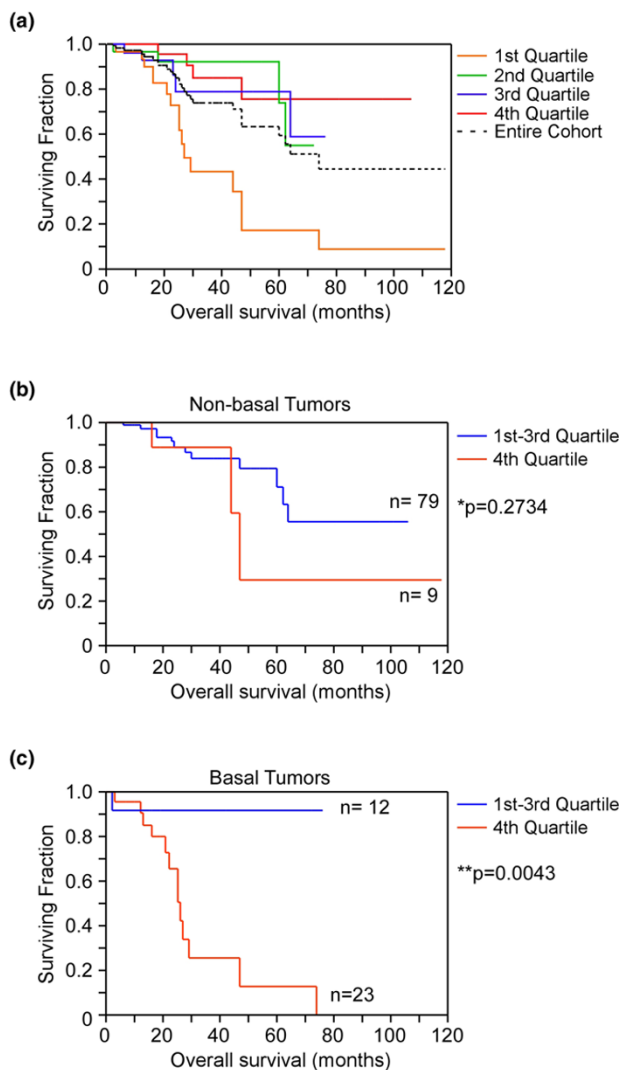 (a)
1.0
0.8
0.6
0.4
0.2
0
Surviving Fraction
0 20 40 60 80 100 120
Overall survival (months)
1st Quartile
2nd Quartile
3rd Quartile
4th Quartile
Entire Cohort
(b)
Non-basal Tumors
1.0
0.8
0.6
0.4
0.2
0
Surviving Fraction
0 20 40 60 80 100 120
Overall survival (months)
n= 79
n= 9
1st-3rd Quartile
4th Quartile
*p=0.2734
(c)
Basal Tumors
1.0
0.8
0.6
0.4
0.2
0
Surviving Fraction
0 20 40 60 80 100 120
Overall survival (months)
n= 12
n=23
1st-3rd Quartile
4th Quartile
**p=0.0043